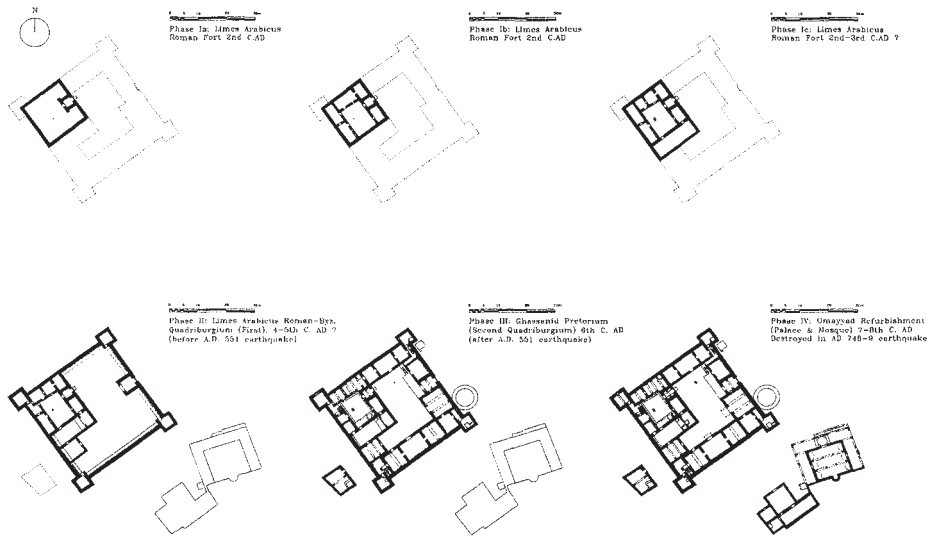 N
Phase Ia: Limes Arabicus
Roman Fort 2nd C.AD
Phase Ib: Limes Arabicus
Roman Fort 2nd C.AD
Phase Ic: Limes Arabicus
Roman Fort 2nd-3rd C.AD ?
Phase II: Limes Arabicus Roman-Byz.
Quadriburgium (First), 4-5th C. AD ?
(before A.D. 551 earthquake)
Phase III: Ghassanid Pretorium
(Second Quadriburgium) 6th C. AD
(after A.D. 551 earthquake)
Phase IV: Omayyad Refurbishment
(Palace & Mosque) 7-8th C. AD
Destroyed in AD 748-9 earthquake